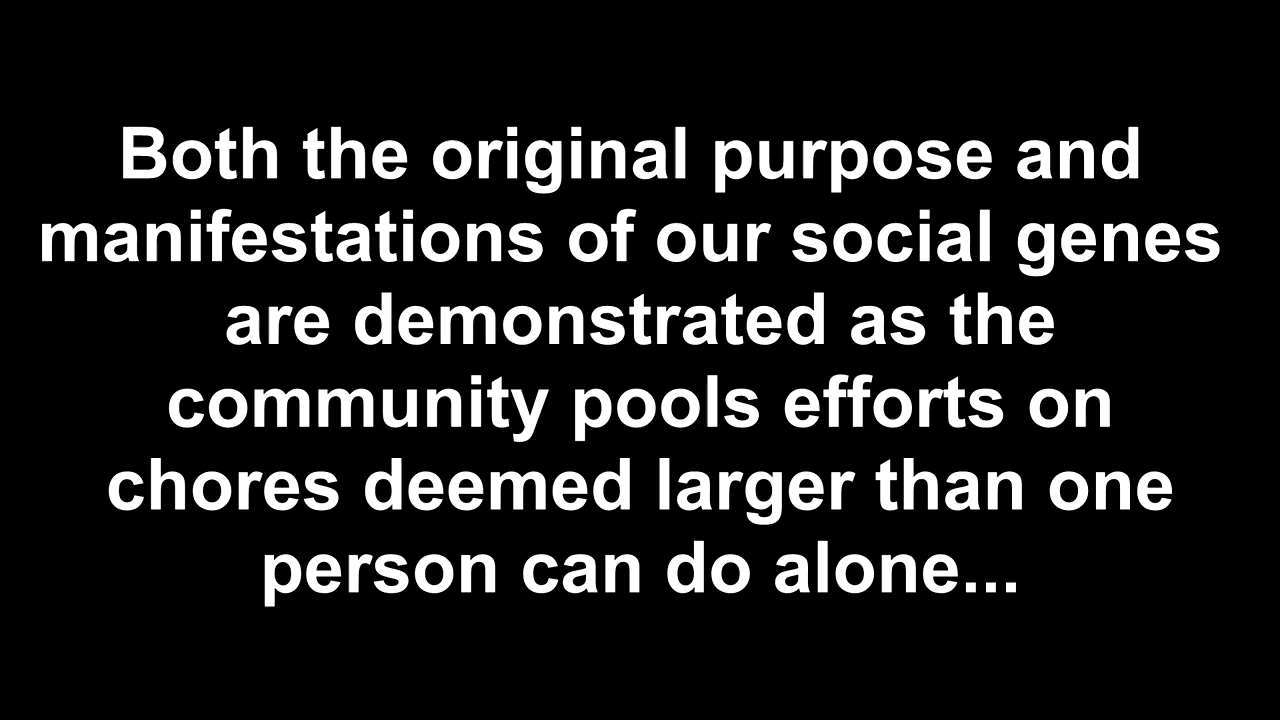 Both the original purpose and
manifestations of our social genes
are demonstrated as the
community pools efforts on
chores deemed larger than one
person can do alone...